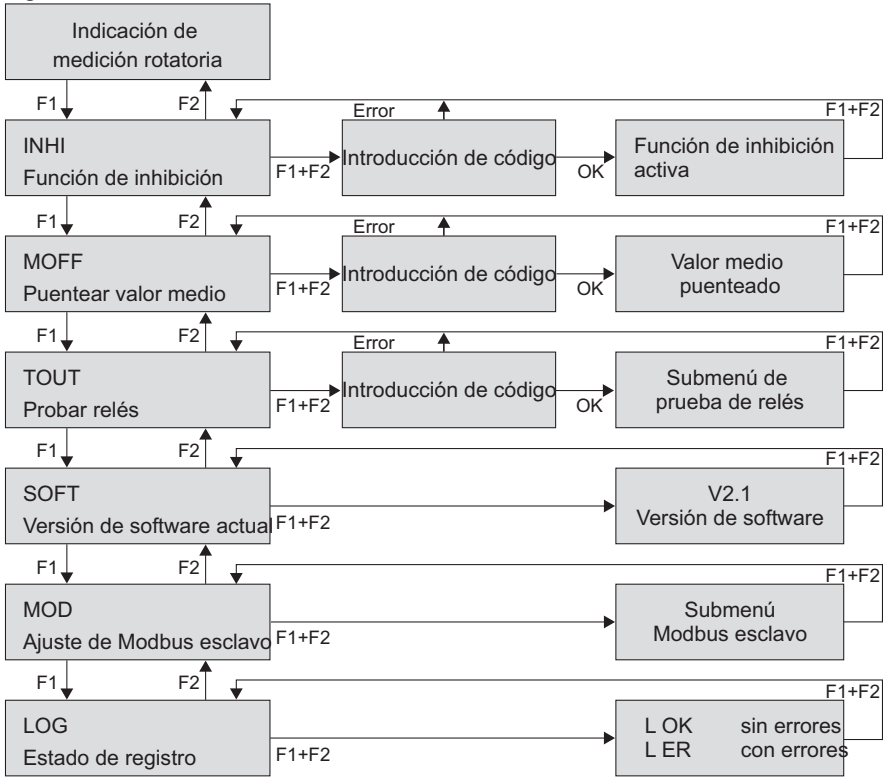 Indicación de
medición rotatoria
F1 F2 F1+F2
Error
INHI
Función de inhibición
F1+F2
Introducción de código
OK
Función de inhibición
activa
F1 F2 F1+F2
Error
MOFF
Puentear valor medio
F1+F2
Introducción de código
OK
Valor medio
puenteado
F1 F2 F1+F2
Error
TOUT
Probar relés
F1+F2
Introducción de código
OK
Submenú de
prueba de relés
F1 F2 F1+F2
SOFT
Versión de software actual
F1+F2
V2.1
Versión de software
F1 F2 F1+F2
MOD
Ajuste de Modbus esclavo
F1+F2
Submenú
Modbus esclavo
F1 F2 F1+F2
LOG
Estado de registro
F1+F2
L OK sin errores
L ER con errores